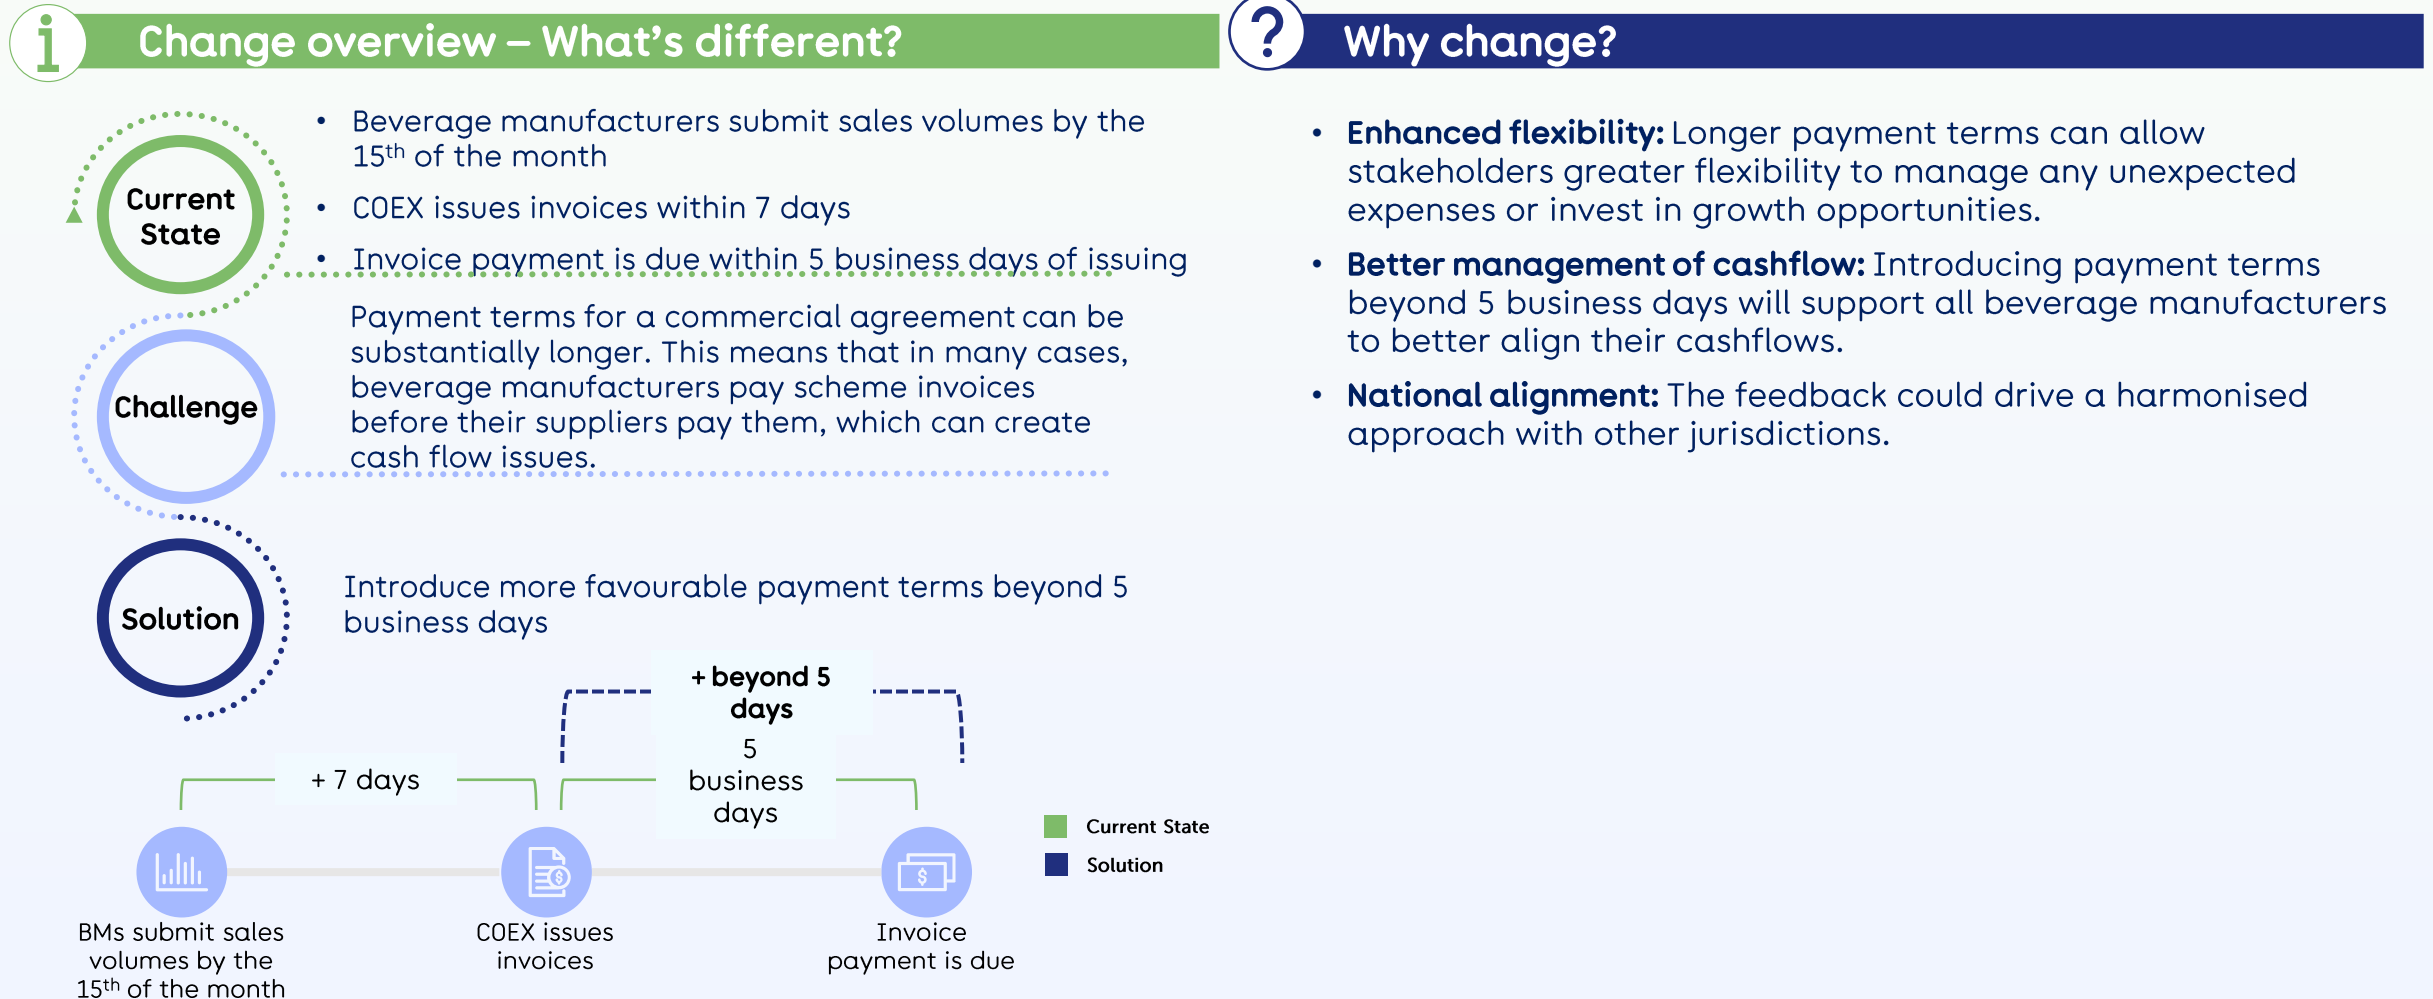 i
Change overview – What's different?
Current
State
• Beverage manufacturers submit sales volumes by the
15th of the month
• COEX issues invoices within 7 days
• Invoice payment is due within 5 business days of issuing
Challenge
Payment terms for a commercial agreement can be
substantially longer. This means that in many cases,
beverage manufacturers pay scheme invoices
before their suppliers pay them, which can create
cash flow issues.
Solution
Introduce more favourable payment terms beyond 5
business days
+ beyond 5
days
+ 7 days
5
business
days
$
$
BMs submit sales
volumes by the
15th of the month
COEX issues
invoices
Invoice
payment is due
Current State
Solution
?
Why change?
• Enhanced flexibility: Longer payment terms can allow
stakeholders greater flexibility to manage any unexpected
expenses or invest in growth opportunities.
• Better management of cashflow: Introducing payment terms
beyond 5 business days will support all beverage manufacturers
to better align their cashflows.
• National alignment: The feedback could drive a harmonised
approach with other jurisdictions.